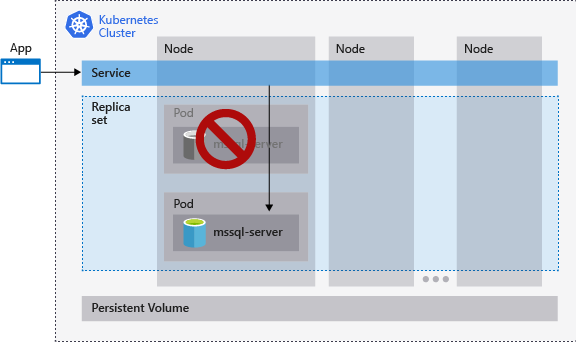 Kubernetes
Cluster
App
Node
Node
Node
Service
Replica
set
Pod
mssql-server
Pod
mssql-server
Persistent Volume